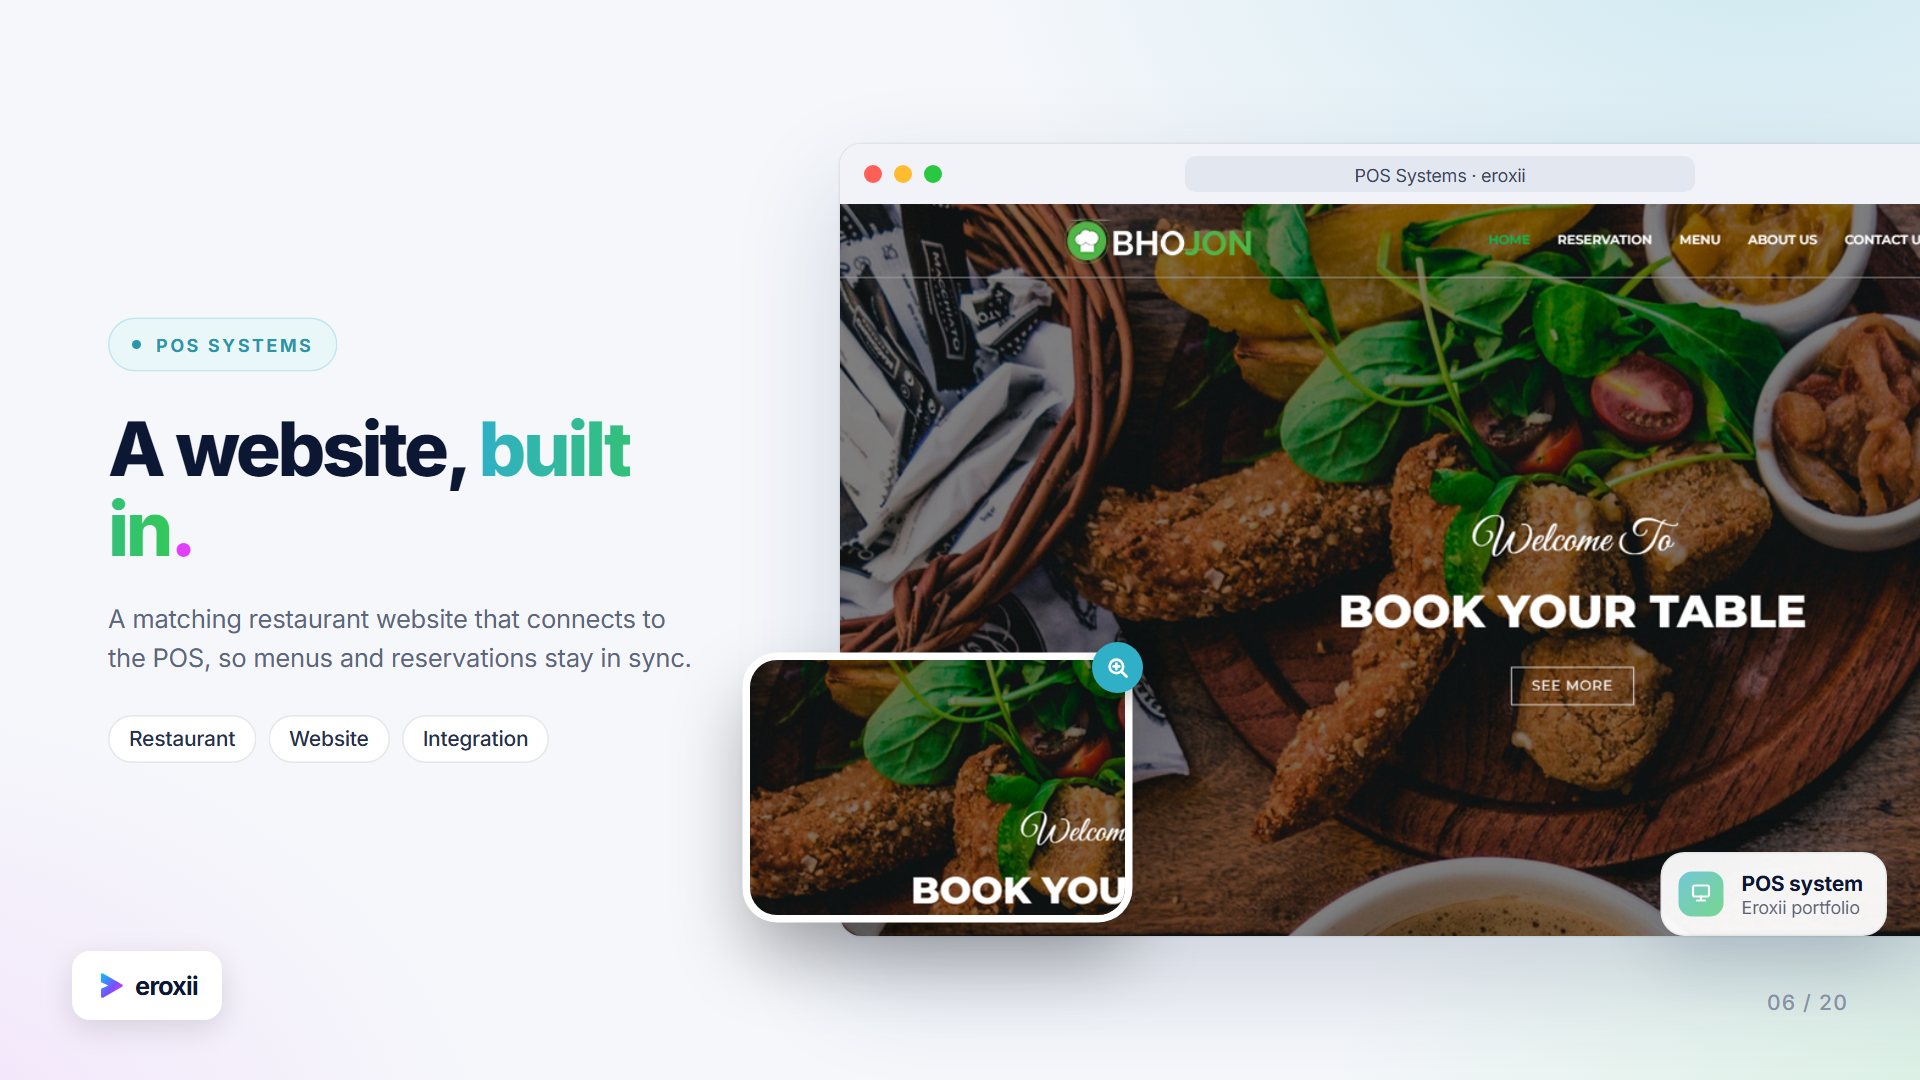 POS SYSTEMS
A website, built
in.
A matching restaurant website that connects to
the POS, so menus and reservations stay in sync.
Restaurant
Website
Integration
eroxii
POS Systems · eroxii
BHOJON
HOME
RESERVATION
MENU
ABOUT US
CONTACT U
MACCHIATO
Welcome To
BOOK YOUR TABLE
SEE MORE
Welcom
BOOK YOU
POS system
Eroxii portfolio
06 / 20